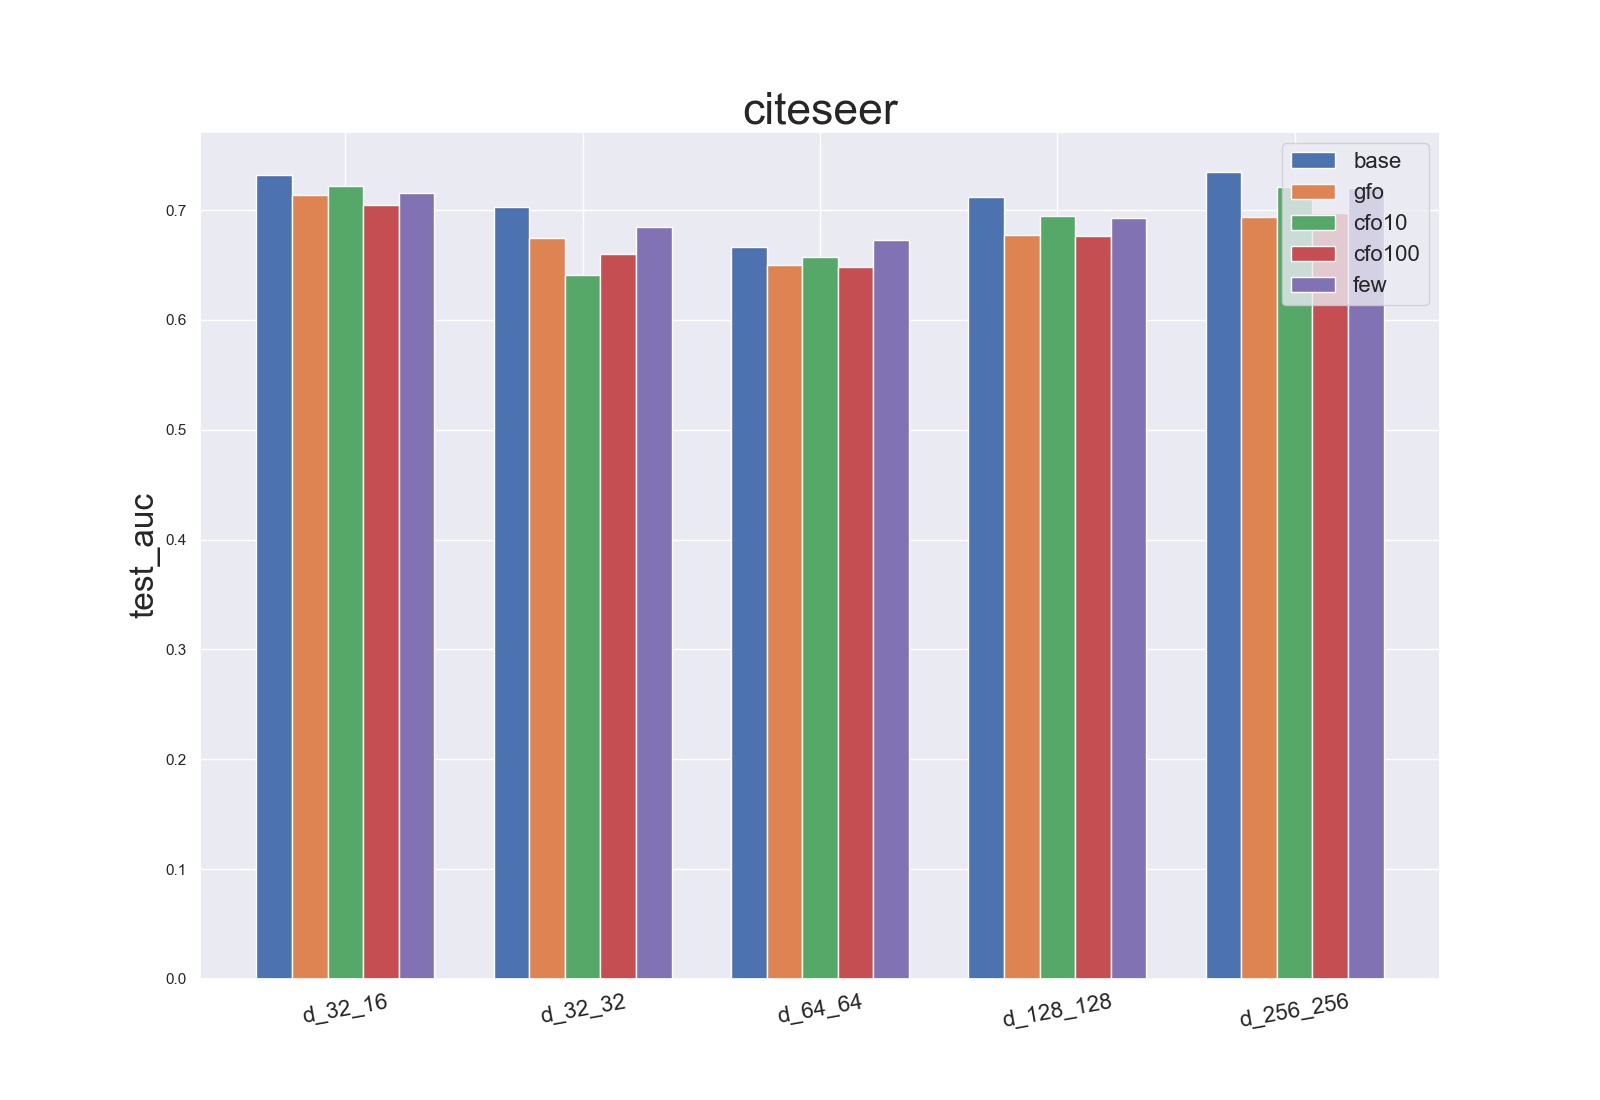 citeseer
base
gfo
cfo10
cfo100
few
test_auc
0.7
0.6
0.5
0.4
0.3
0.2
0.1
0.0
d_32_16
d_32_32
d_64_64
d_128_128
d_256_256